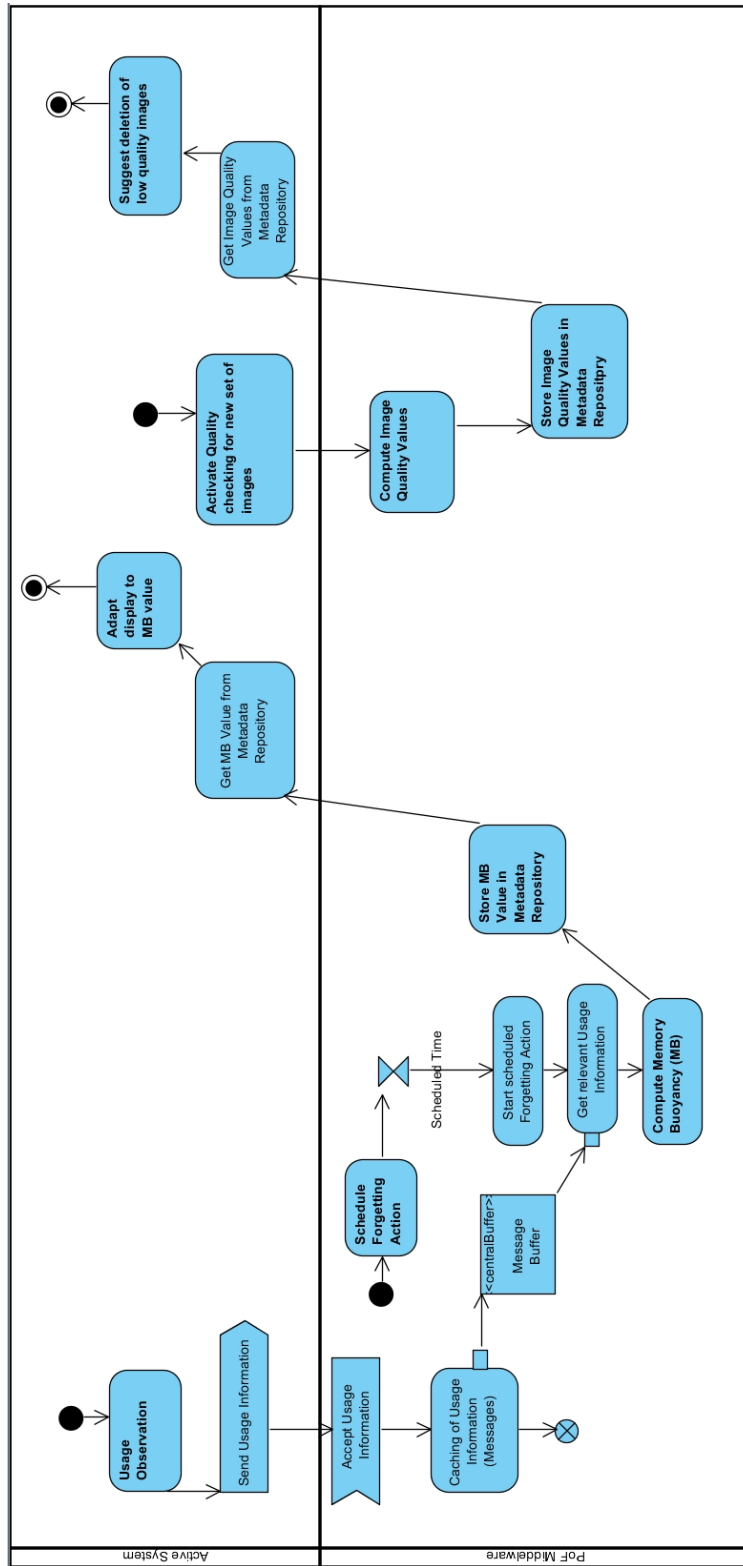 Active System
Usage
Observation
Send Usage Information
Adapt
display to
MB value
Get MB Value from
Metadata
Repository
Activate Quality
checking for new set of
images
Suggest deletion of
low quality images
Get Image Quality
Values from
Metadata
Repository
PoF Middleware
Accept Usage
Information
Caching of Usage
Information
(Messages)
<<centralBuffer>>
Message
Buffer
Schedule
Forgetting
Action
Scheduled Time
Start scheduled
Forgetting Action
Get relevant Usage
Information
Compute Memory
Buoyancy (MB)
Store MB
Value in
Metadata
Repository
Compute Image
Quality Values
Store Image
Quality Values in
Metadata
Repositpry